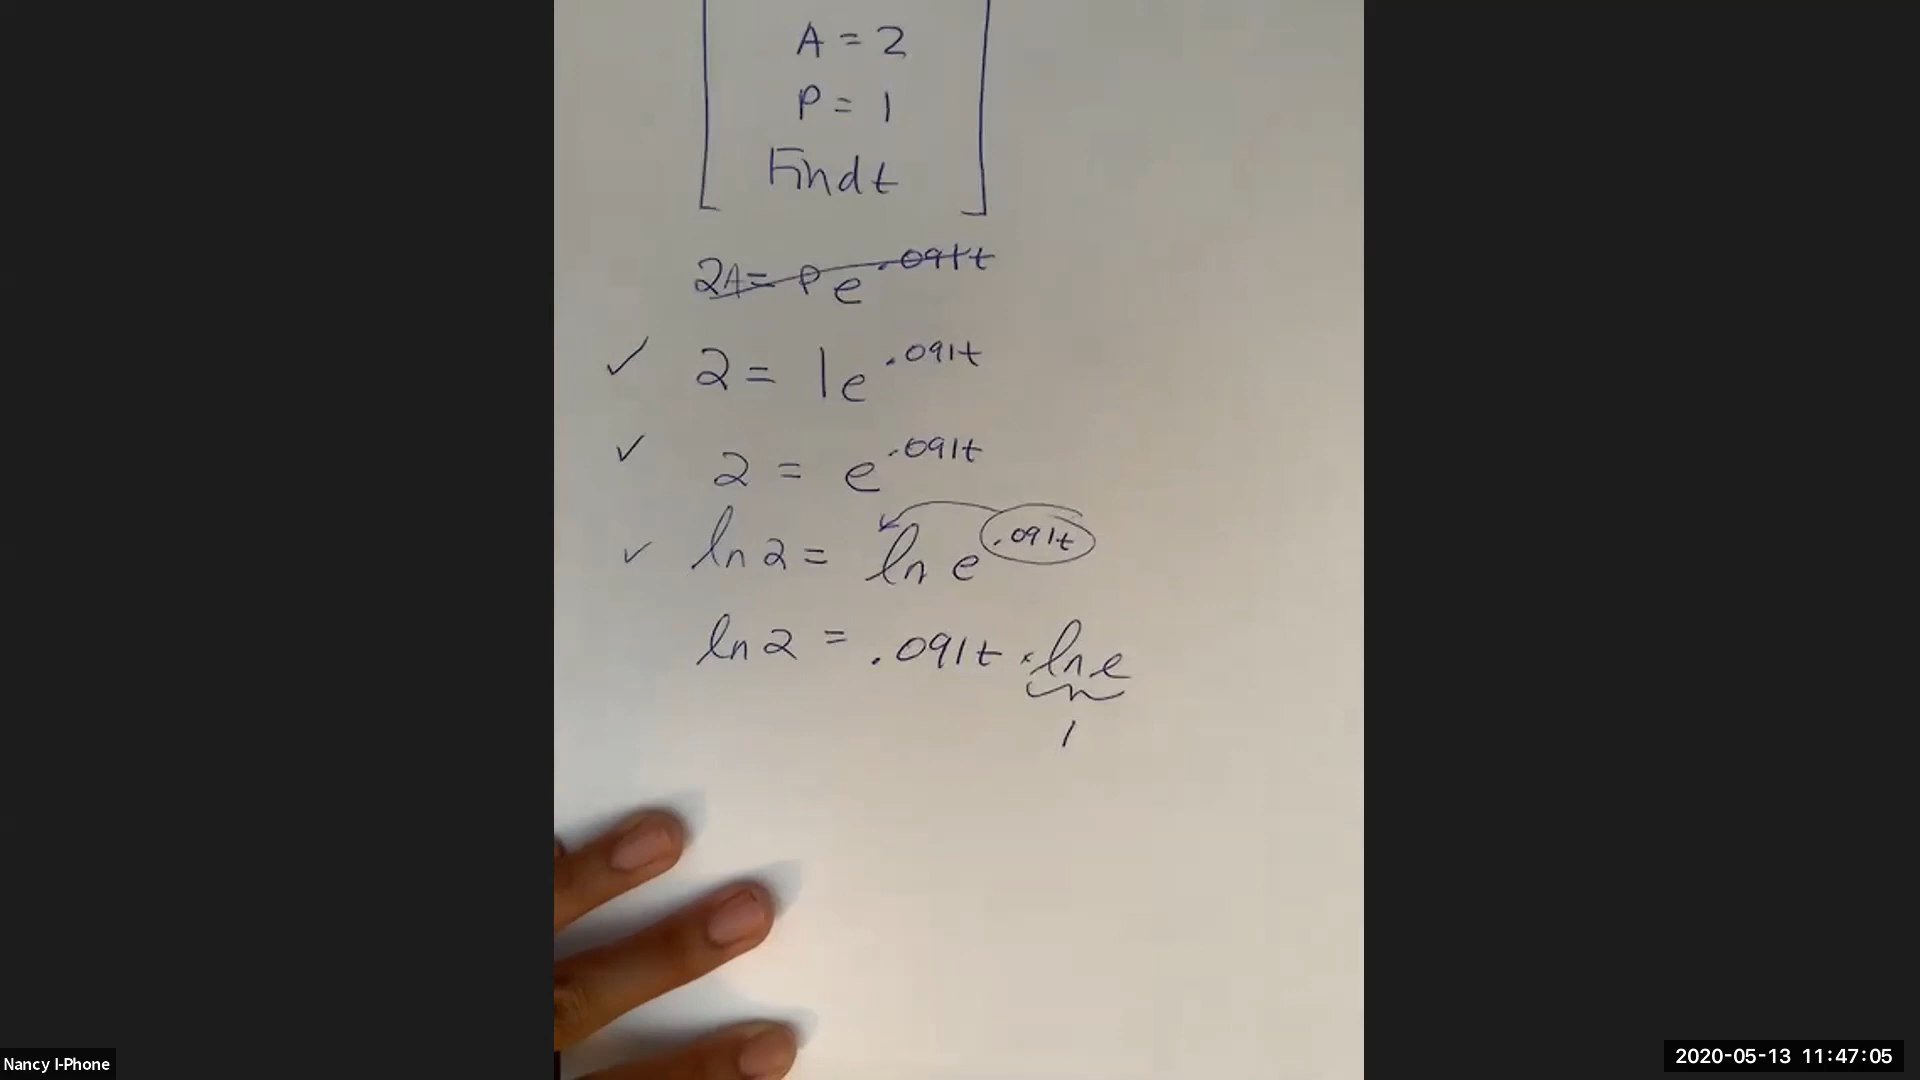 A = 2
P = 1
Find t
2A = Pe^.091t
✓ 2 = 1e^.091t
✓ 2 = e^.091t
✓ ln 2 = ln e^.091t
ln 2 = .091t · ln e
1
Nancy I-Phone
2020-05-13 11:47:05